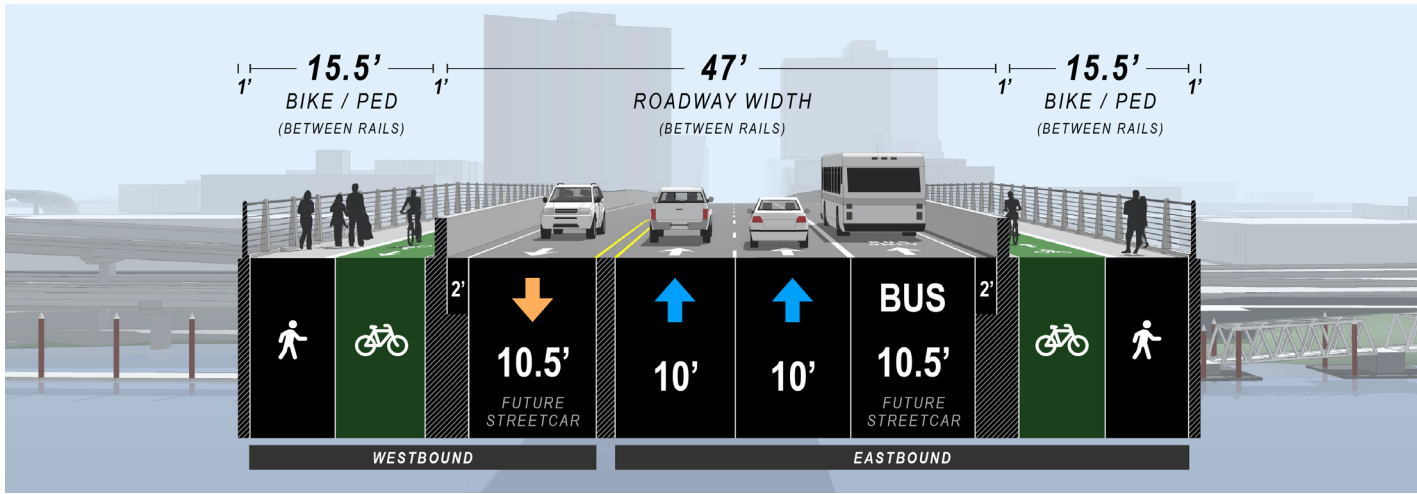 1' 15.5' 1' 47' 1' 15.5' 1'
BIKE / PED ROADWAY WIDTH BIKE / PED
(BETWEEN RAILS) (BETWEEN RAILS) (BETWEEN RAILS)
2' BUS 2'
10.5' 10' 10' 10.5'
FUTURE FUTURE
STREETCAR STREETCAR
WESTBOUND EASTBOUND